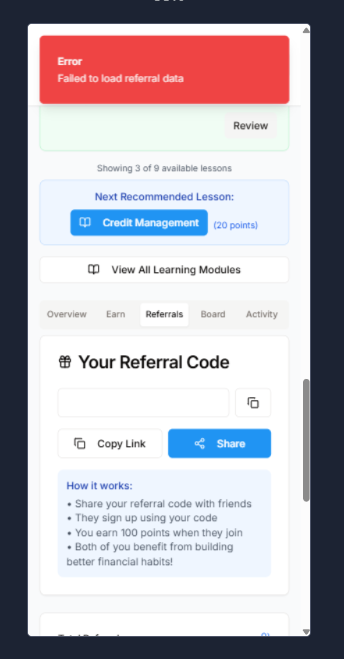 Error
Failed to load referral data
Review
Showing 3 of 9 available lessons
Next Recommended Lesson:
Credit Management (20 points)
View All Learning Modules
Overview Earn Referrals Board Activity
Your Referral Code
Copy Link Share
How it works:
• Share your referral code with friends
• They sign up using your code
• You earn 100 points when they join
• Both of you benefit from building
better financial habits!